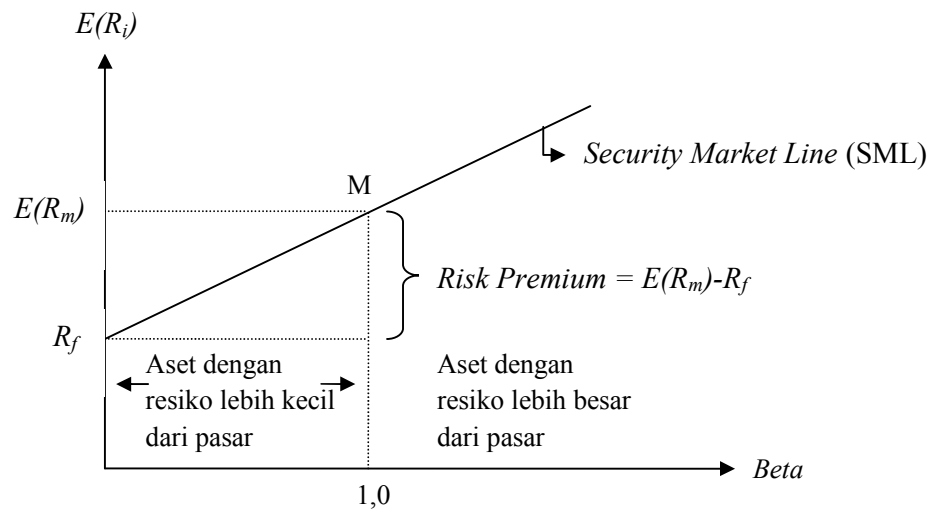 E(Ri)
Security Market Line (SML)
M
E(Rm)
Risk Premium = E(Rm)-Rf
Rf
Aset dengan
resiko lebih kecil
dari pasar
Aset dengan
resiko lebih besar
dari pasar
Beta
1,0